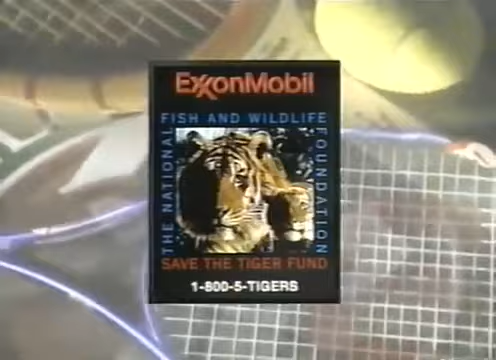 ExxonMobil
FISH AND WILDLIFE
THE NATIONAL
FOUNDATION
SAVE THE TIGER FUND
1-800-5-TIGERS